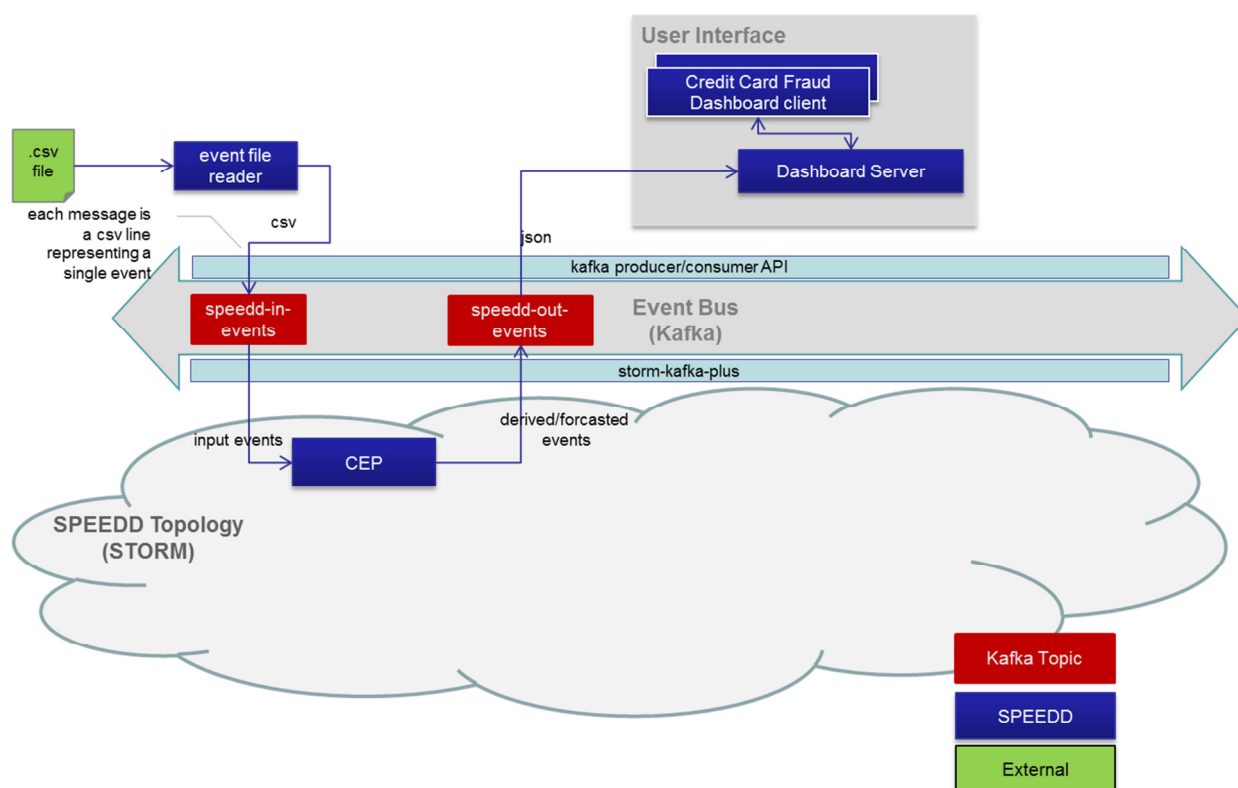 User Interface
Credit Card Fraud
Dashboard client
.csv
file
event file
reader
Dashboard Server
each message is
a csv line
representing a
single event
csv
json
kafka producer/consumer API
speedd-in-
events
speedd-out-
events
Event Bus
(Kafka)
storm-kafka-plus
input events
derived/forcasted
events
CEP
SPEEDD Topology
(STORM)
Kafka Topic
SPEEDD
External